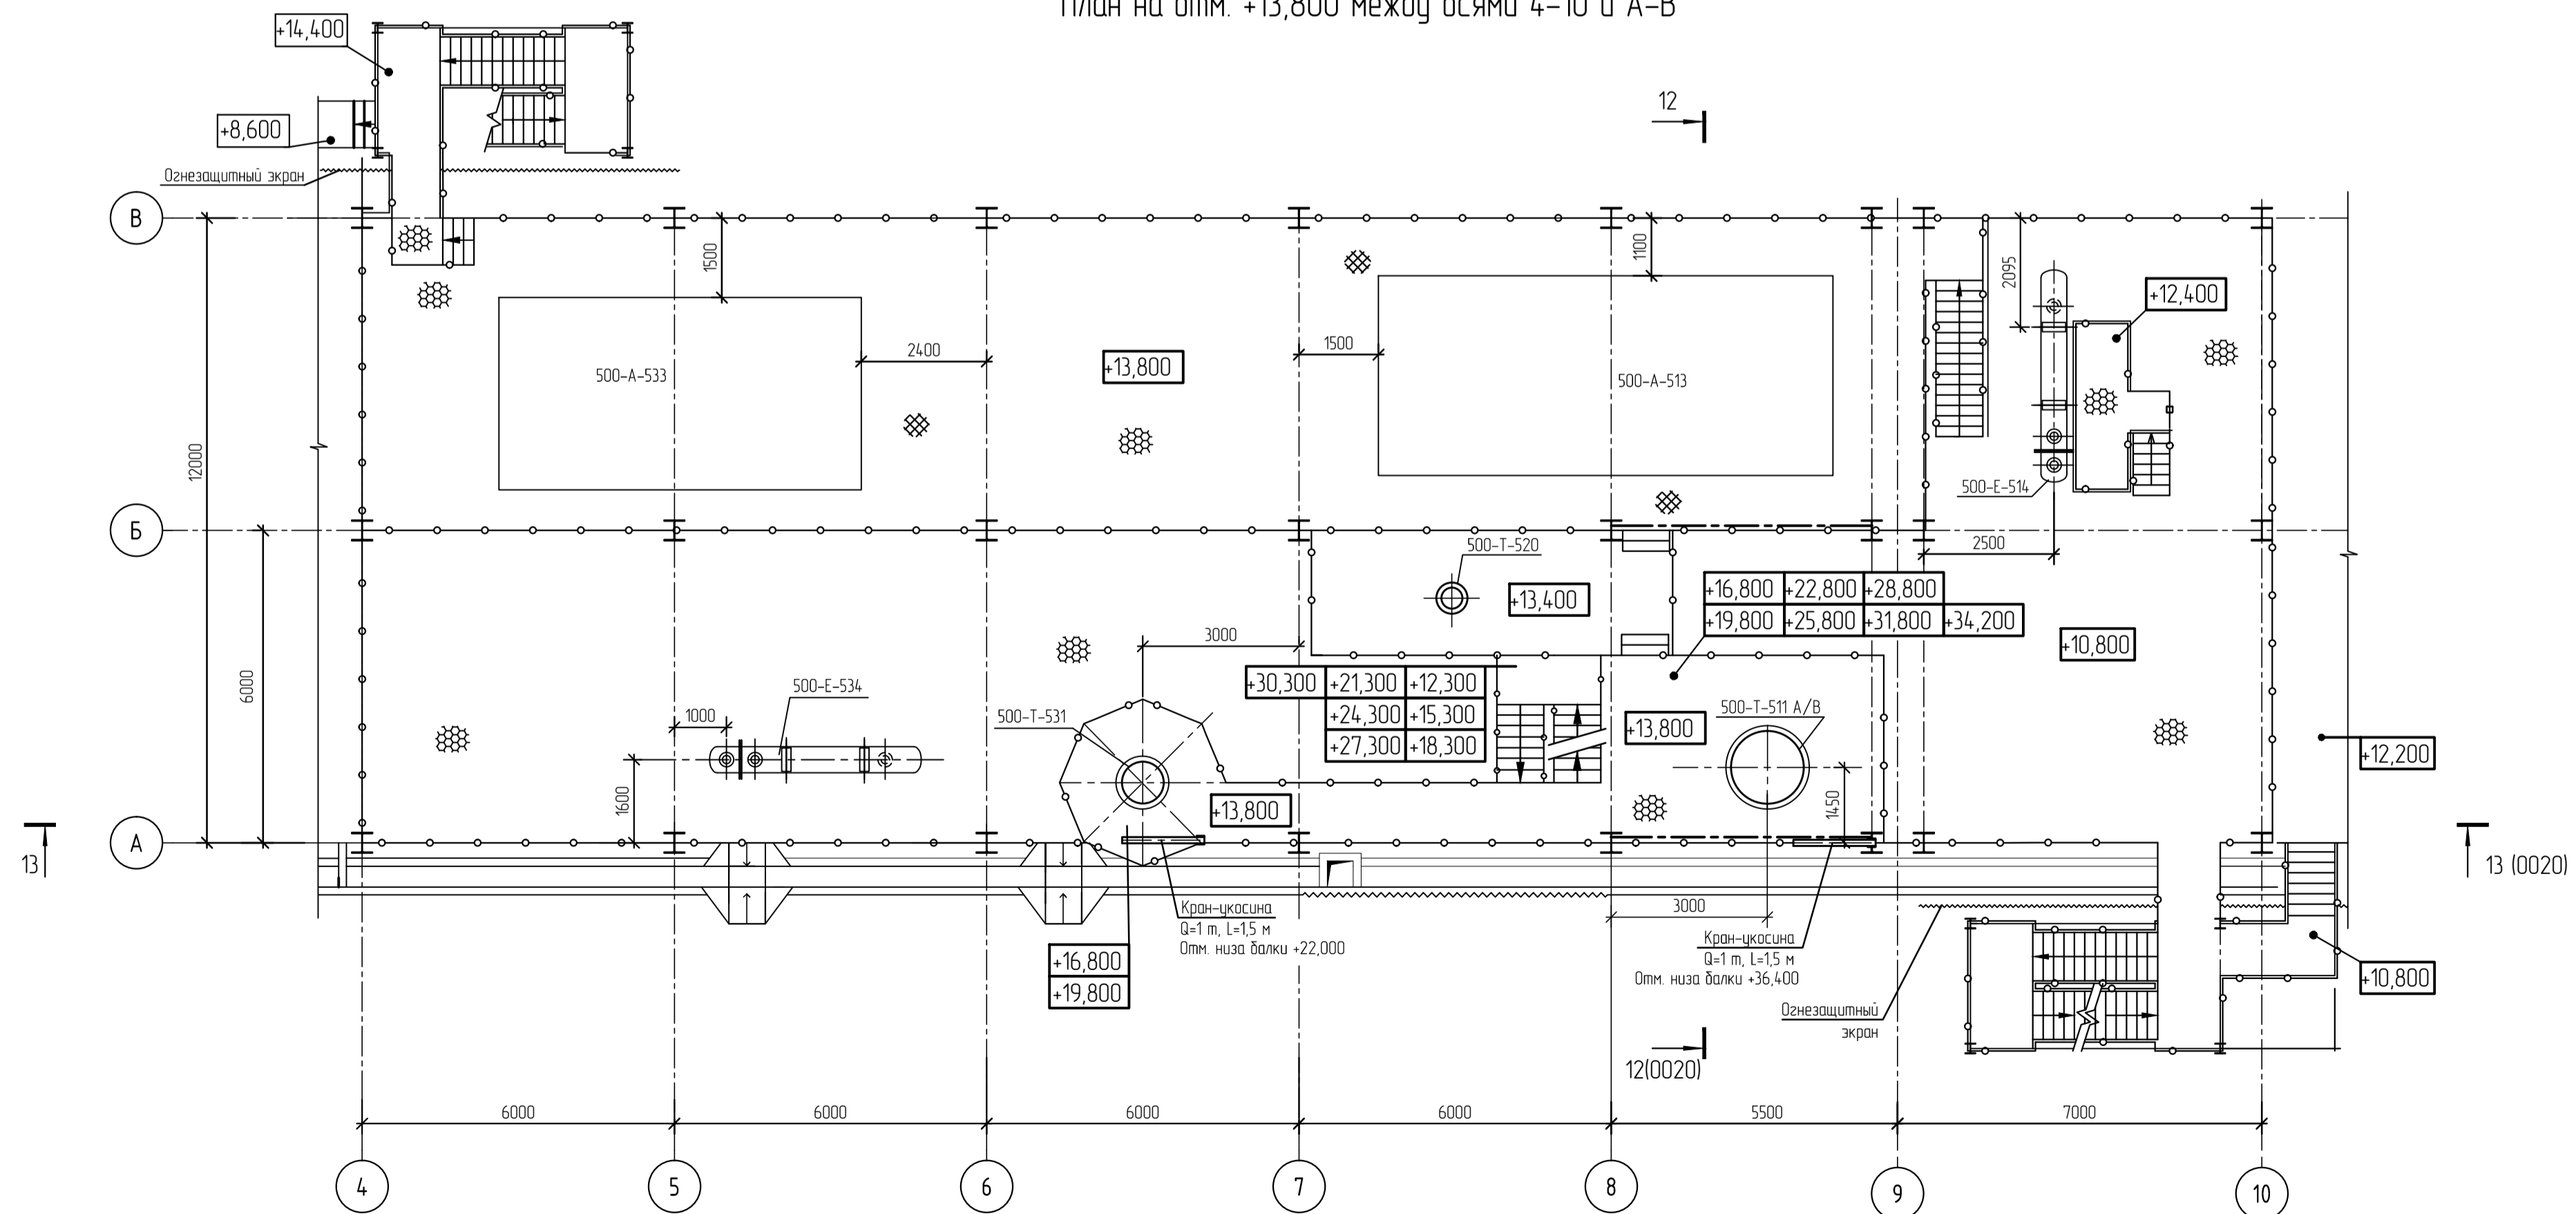 План на отм. +13,800 между осями 4-10 и А-В
+14,400
12
+8,600
Огнезащитный экран
В
1500
1100
2095
+12,400
2400
+13,800
1500
500-А-533
500-А-513
12000
500-Е-514
Б
500-Т-520
2500
+13,400
+16,800 +22,800 +28,800
+19,800 +25,800 +31,800 +34,200
3000
+10,800
6000
500-Е-534
+30,300 +21,300 +12,300
+24,300 +15,300
+27,300 +18,300
1000
500-Т-531
500-Т-511 А/В
+13,800
+12,200
1600
+13,800
1450
А
13
13 (0020)
Кран-укосина
Q=1 т, L=1,5 м
Отм. низа балки +22,000
3000
Кран-укосина
Q=1 т, L=1,5 м
Отм. низа балки +36,400
+16,800
+19,800
+10,800
Огнезащитный
экран
12(0020)
6000
6000
6000
6000
5500
7000
4
5
6
7
8
9
10